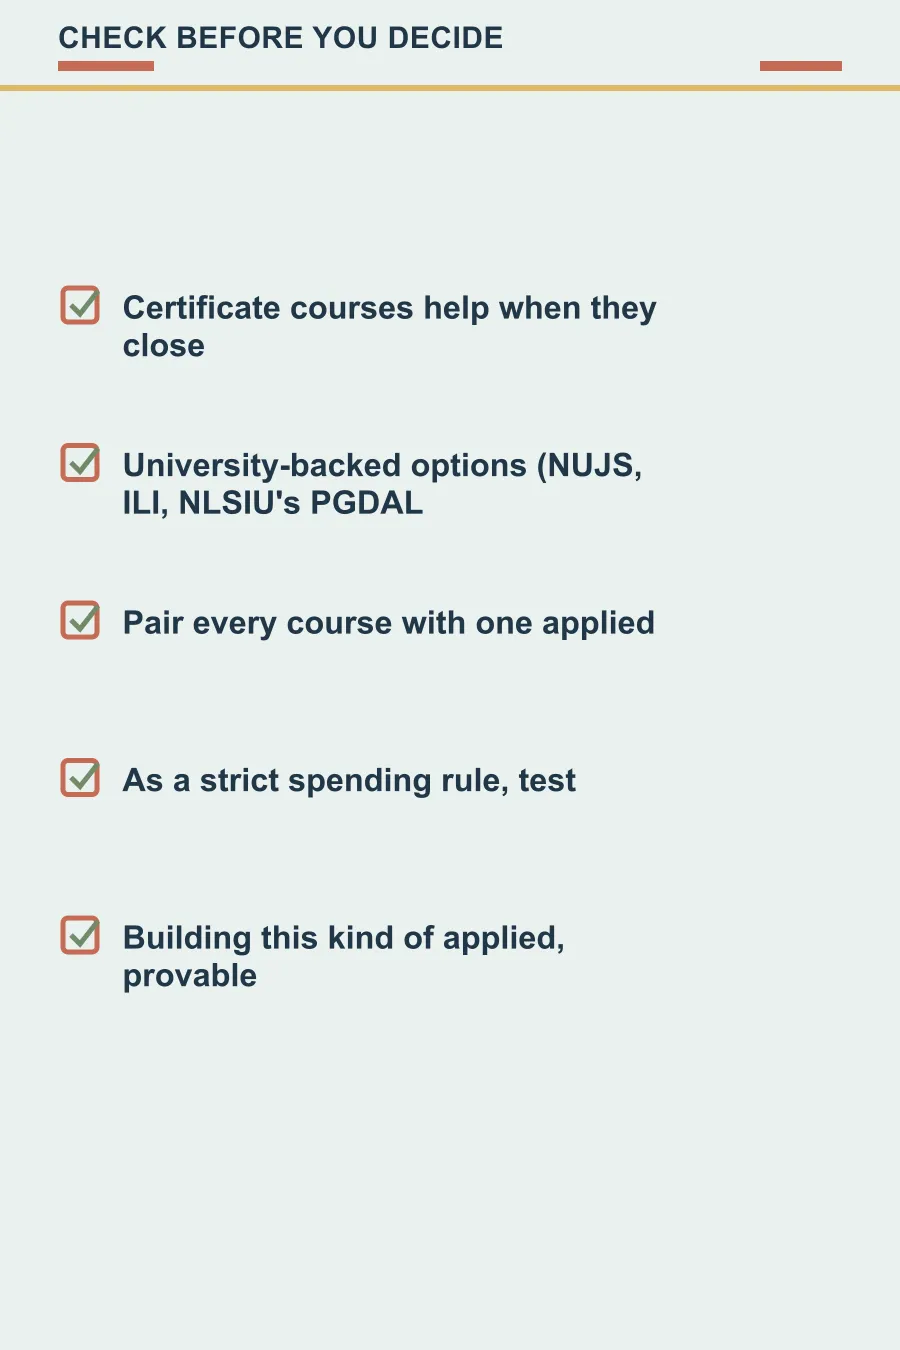 CHECK BEFORE YOU DECIDE
Certificate courses help when they
close
University-backed options (NUJS,
ILI, NLSIU's PGDAL
Pair every course with one applied
As a strict spending rule, test
Building this kind of applied,
provable